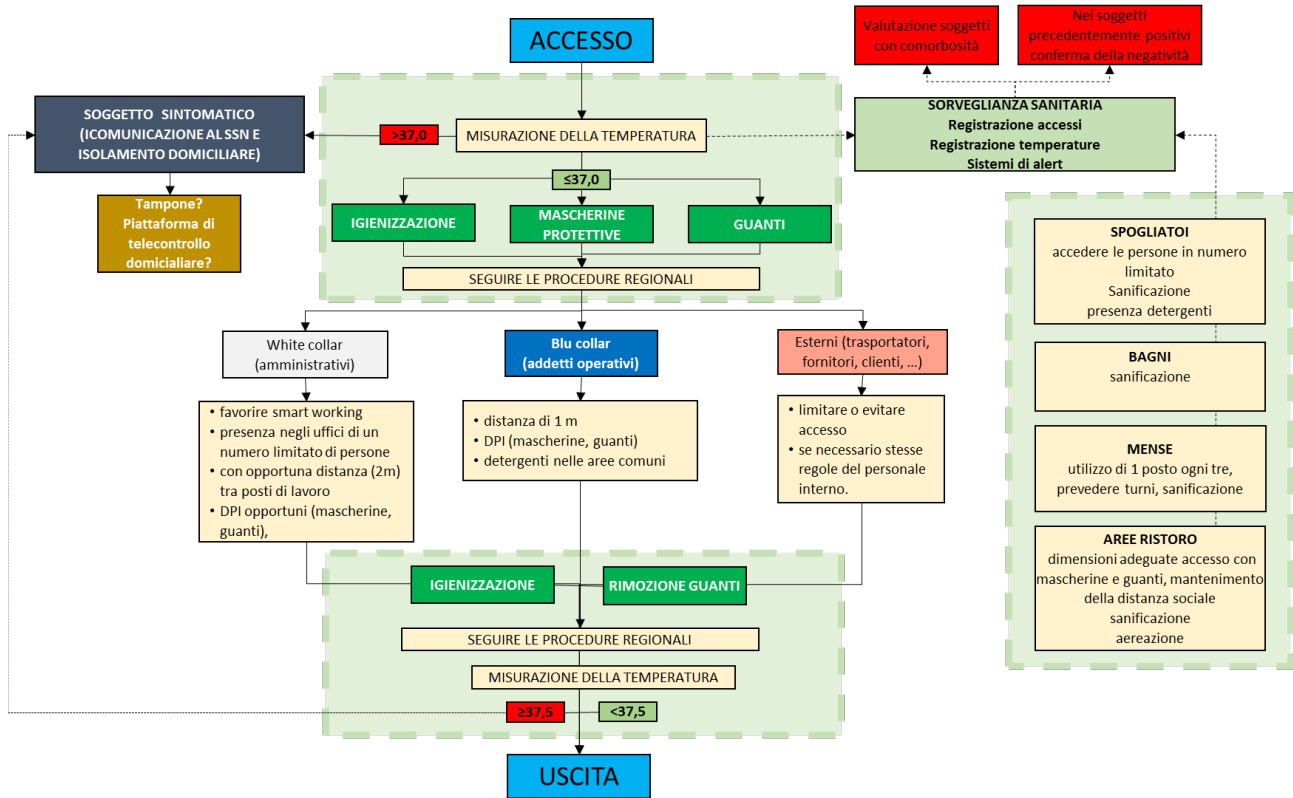 ACCESSO
Valutazione soggetti
con comorbosità
Nei soggetti
precedentemente positivi
conferma della negatività
SOGGETTO SINTOMATICO
(ICOMUNICAZIONE AL SSN E
ISOLAMENTO DOMICILIARE)
>37,0
MISURAZIONE DELLA TEMPERATURA
SORVEGLIANZA SANITARIA
Registrazione accessi
Registrazione temperature
Sistemi di alert
≤37,0
Tampone?
Piattaforma di
telecontrollo
domicialiare?
IGIENIZZAZIONE
MASCHERINE
PROTETTIVE
GUANTI
SEGUIRE LE PROCEDURE REGIONALI
White collar
(amministrativi)
Blu collar
(addetti operativi)
Esterni (trasportatori,
fornitori, clienti, …)
• favorire smart working
• presenza negli uffici di un
numero limitato di persone
• con opportuna distanza (2m)
tra posti di lavoro
• DPI opportuni (mascherine,
guanti),
• distanza di 1 m
• DPI (mascherine, guanti)
• detergenti nelle aree comuni
• limitare o evitare
accesso
• se necessario stesse
regole del personale
interno.
SPOGLIATOI
accedere le persone in numero
limitato
Sanificazione
presenza detergenti
BAGNI
sanificazione
MENSE
utilizzo di 1 posto ogni tre,
prevedere turni, sanificazione
AREE RISTORO
dimensioni adeguate accesso con
mascherine e guanti, mantenimento
della distanza sociale
sanificazione
aereazione
IGIENIZZAZIONE
RIMOZIONE GUANTI
SEGUIRE LE PROCEDURE REGIONALI
MISURAZIONE DELLA TEMPERATURA
≥37,5
<37,5
USCITA